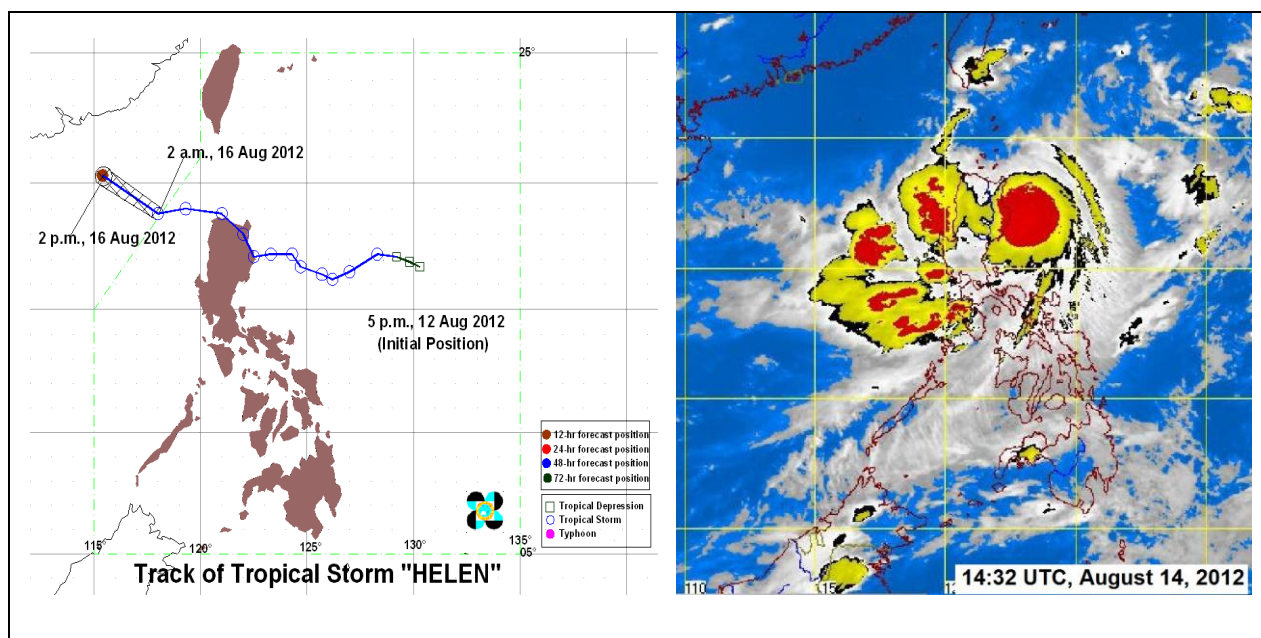 25°
2 a.m., 16 Aug 2012
2 p.m., 16 Aug 2012
5 p.m., 12 Aug 2012
(Initial Position)
12-hr forecast position
24-hr forecast position
48-hr forecast position
72-hr forecast position
Tropical Depression
Tropical Storm
Typhoon
115°
120°
125°
130°
135°
05°
Track of Tropical Storm "HELEN"
110
115
14:32 UTC, August 14, 2012